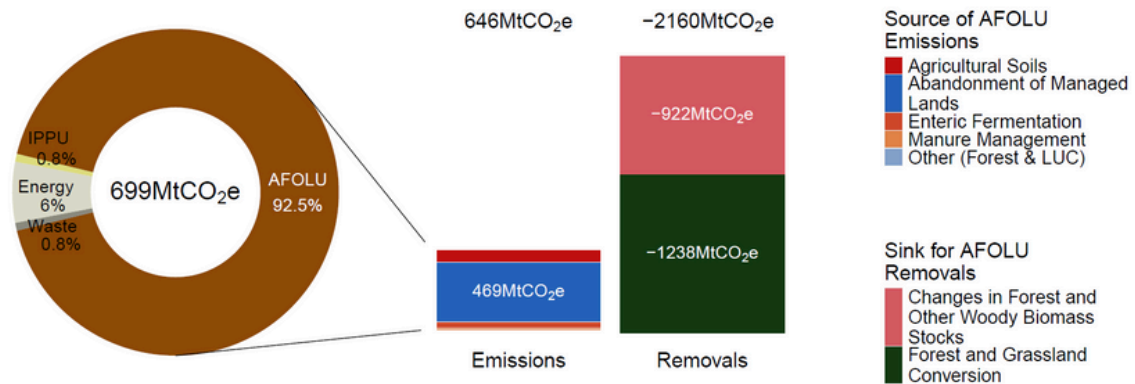 646MtCO₂e
−2160MtCO₂e
IPPU
0.8%
Energy
6%
Waste
0.8%
699MtCO₂e
AFOLU
92.5%
469MtCO₂e
−922MtCO₂e
−1238MtCO₂e
Emissions
Removals
Source of AFOLU
Emissions
Agricultural Soils
Abandonment of Managed
Lands
Enteric Fermentation
Manure Management
Other (Forest & LUC)
Sink for AFOLU
Removals
Changes in Forest and
Other Woody Biomass
Stocks
Forest and Grassland
Conversion